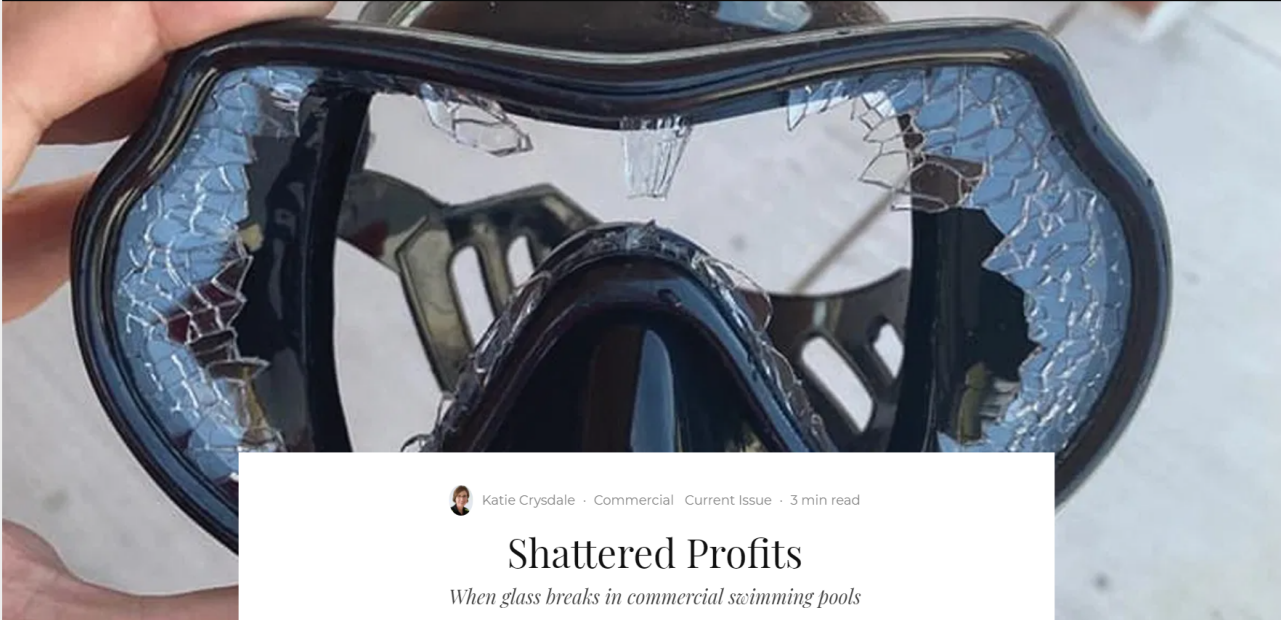 Katie Crysdale · Commercial Current Issue · 3 min read
Shattered Profits
When glass breaks in commercial swimming pools